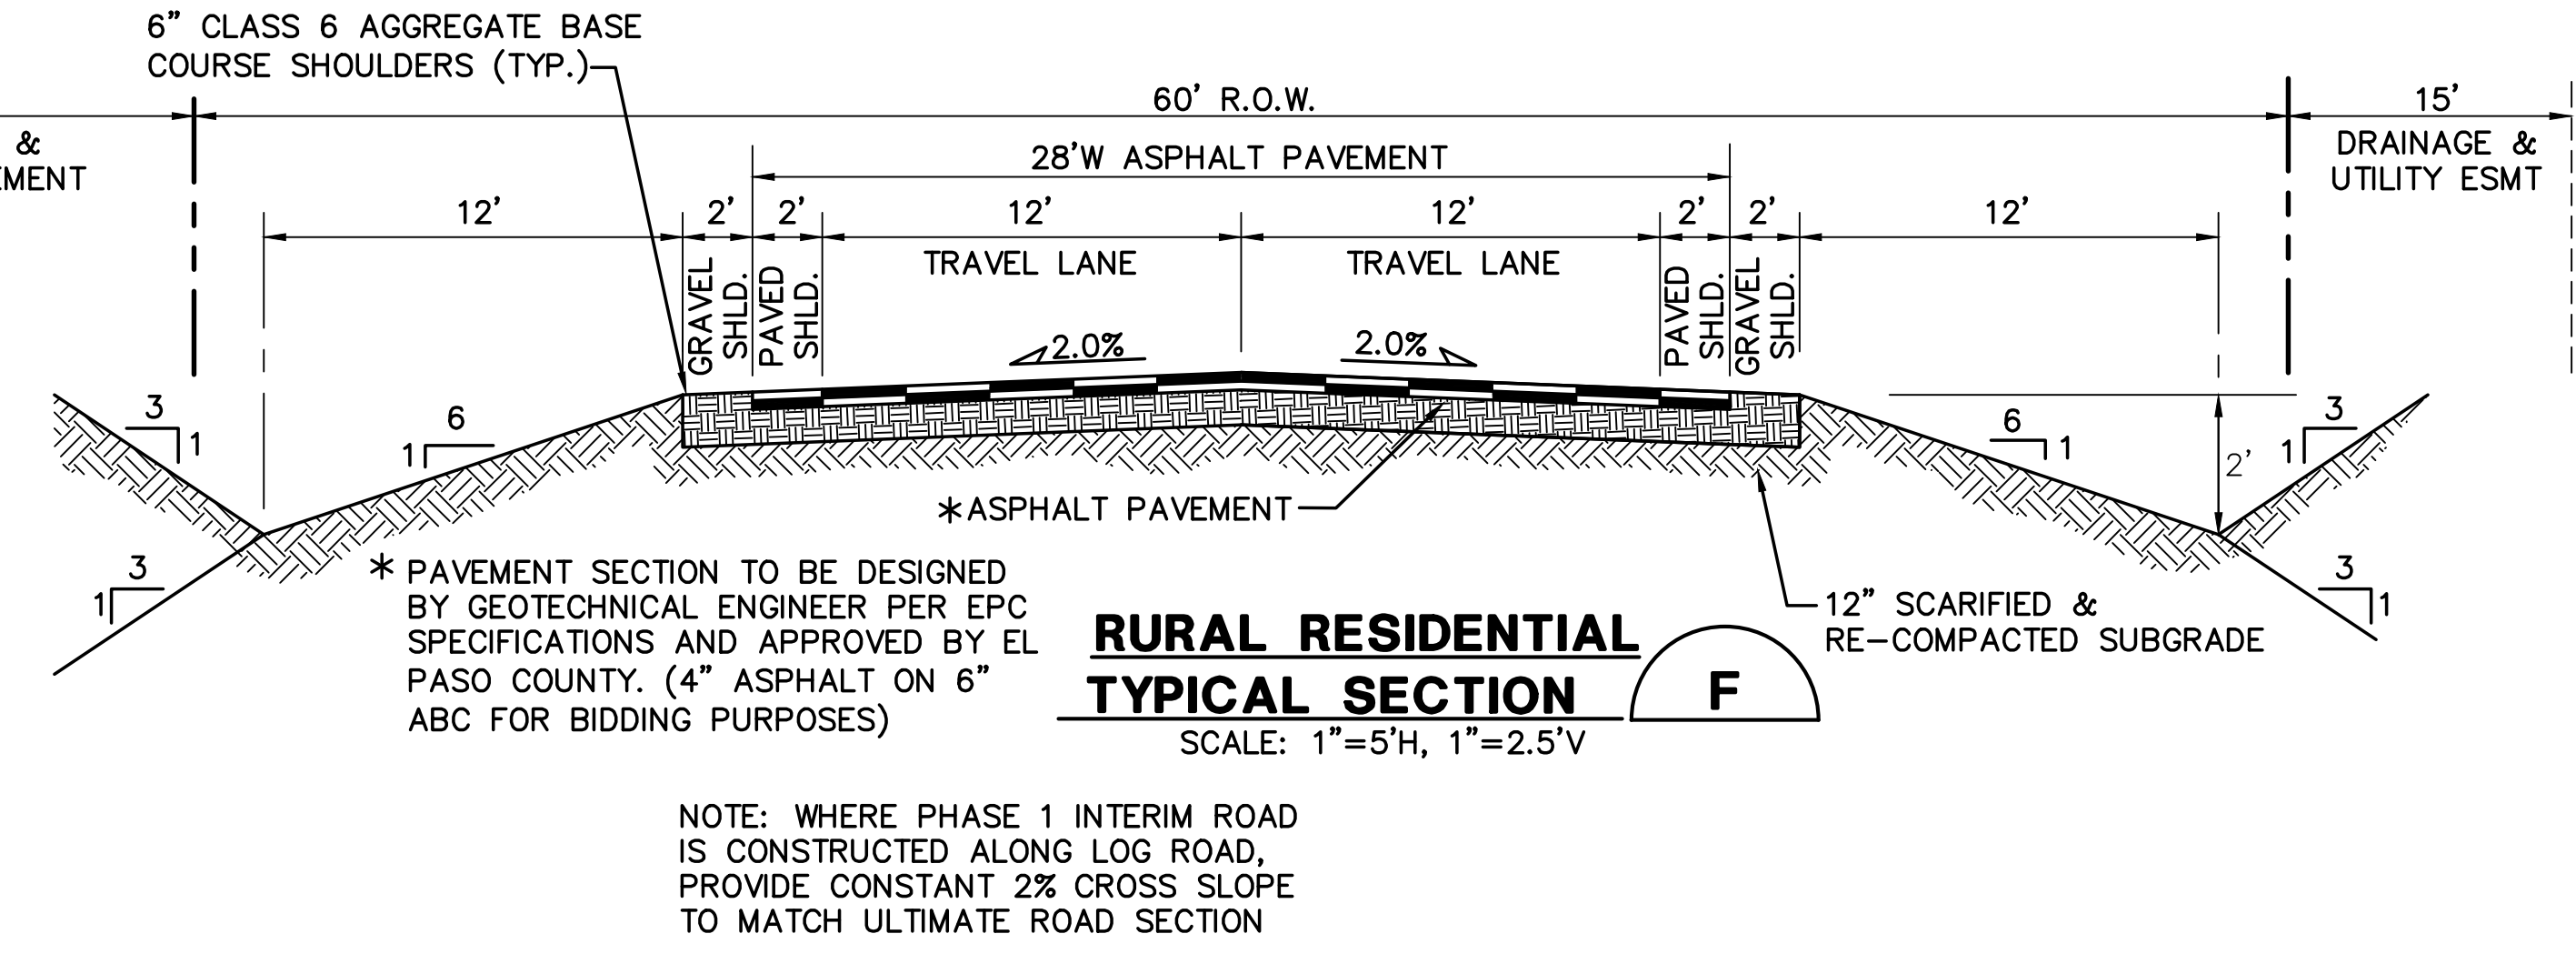 6” CLASS 6 AGGREGATE BASE
COURSE SHOULDERS (TYP.)
60' R.O.W.
15'
&
DRAINAGE &
UTILITY ESMT
28'W ASPHALT PAVEMENT
12'
2'
2'
12'
12'
2'
2'
12'
TRAVEL LANE
TRAVEL LANE
GRAVEL
SHLD.
PAVED
SHLD.
PAVED
SHLD.
GRAVEL
SHLD.
2.0%
2.0%
3
1
6
1
6
1
3
1
2'
*ASPHALT PAVEMENT
3
1
3
1
* PAVEMENT SECTION TO BE DESIGNED
BY GEOTECHNICAL ENGINEER PER EPC
SPECIFICATIONS AND APPROVED BY EL
PASO COUNTY. (4” ASPHALT ON 6”
ABC FOR BIDDING PURPOSES)
12” SCARIFIED &
RE-COMPACTED SUBGRADE
RURAL RESIDENTIAL
TYPICAL SECTION
F
SCALE: 1”=5'H, 1”=2.5'V
NOTE: WHERE PHASE 1 INTERIM ROAD
IS CONSTRUCTED ALONG LOG ROAD,
PROVIDE CONSTANT 2% CROSS SLOPE
TO MATCH ULTIMATE ROAD SECTION